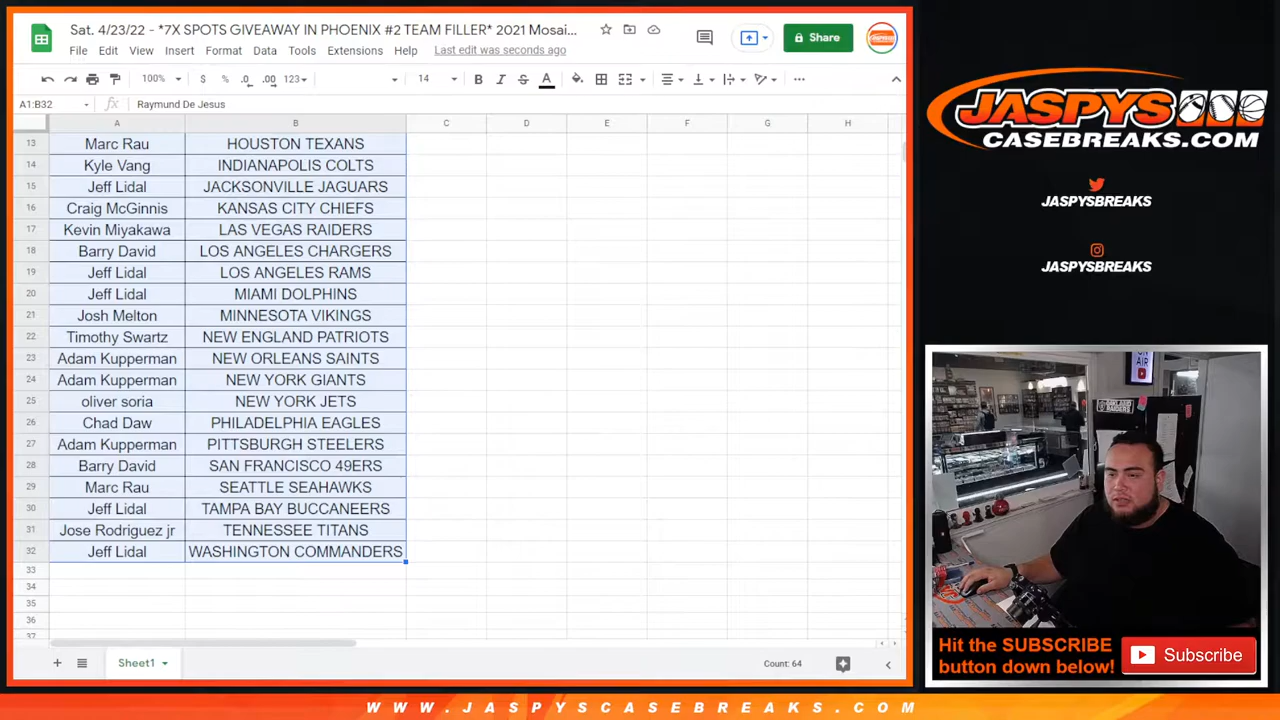 Sat. 4/23/22 - *7X SPOTS GIVEAWAY IN PHOENIX #2 TEAM FILLER* 2021 Mosai...
File Edit View Insert Format Data Tools Extensions Help Last edit was seconds ago
Share
100% $ % .0 .00 123 14 B I S A
A1:B32 fx Raymund De Jesus
A B C D E F G H
13 Marc Rau HOUSTON TEXANS
14 Kyle Vang INDIANAPOLIS COLTS
15 Jeff Lidal JACKSONVILLE JAGUARS
16 Craig McGinnis KANSAS CITY CHIEFS
17 Kevin Miyakawa LAS VEGAS RAIDERS
18 Barry David LOS ANGELES CHARGERS
19 Jeff Lidal LOS ANGELES RAMS
20 Jeff Lidal MIAMI DOLPHINS
21 Josh Melton MINNESOTA VIKINGS
22 Timothy Swartz NEW ENGLAND PATRIOTS
23 Adam Kupperman NEW ORLEANS SAINTS
24 Adam Kupperman NEW YORK GIANTS
25 oliver soria NEW YORK JETS
26 Chad Daw PHILADELPHIA EAGLES
27 Adam Kupperman PITTSBURGH STEELERS
28 Barry David SAN FRANCISCO 49ERS
29 Marc Rau SEATTLE SEAHAWKS
30 Jeff Lidal TAMPA BAY BUCCANEERS
31 Jose Rodriguez jr TENNESSEE TITANS
32 Jeff Lidal WASHINGTON COMMANDERS
33
34
35
36
37
Sheet1
Count: 64
JASPYS
CASEBREAKS.COM
JASPYSBREAKS
JASPYSBREAKS
ON
AIR
Hit the SUBSCRIBE
button down below!
Subscribe
WWW.JASPYSCASEBREAKS.COM